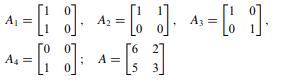 A₁ = [1 0; 1 0], A₂ = [1 1; 0 0], A₃ = [1 0; 0 1],
A₄ = [0 0; 1 0]; A = [6 2; 5 3]